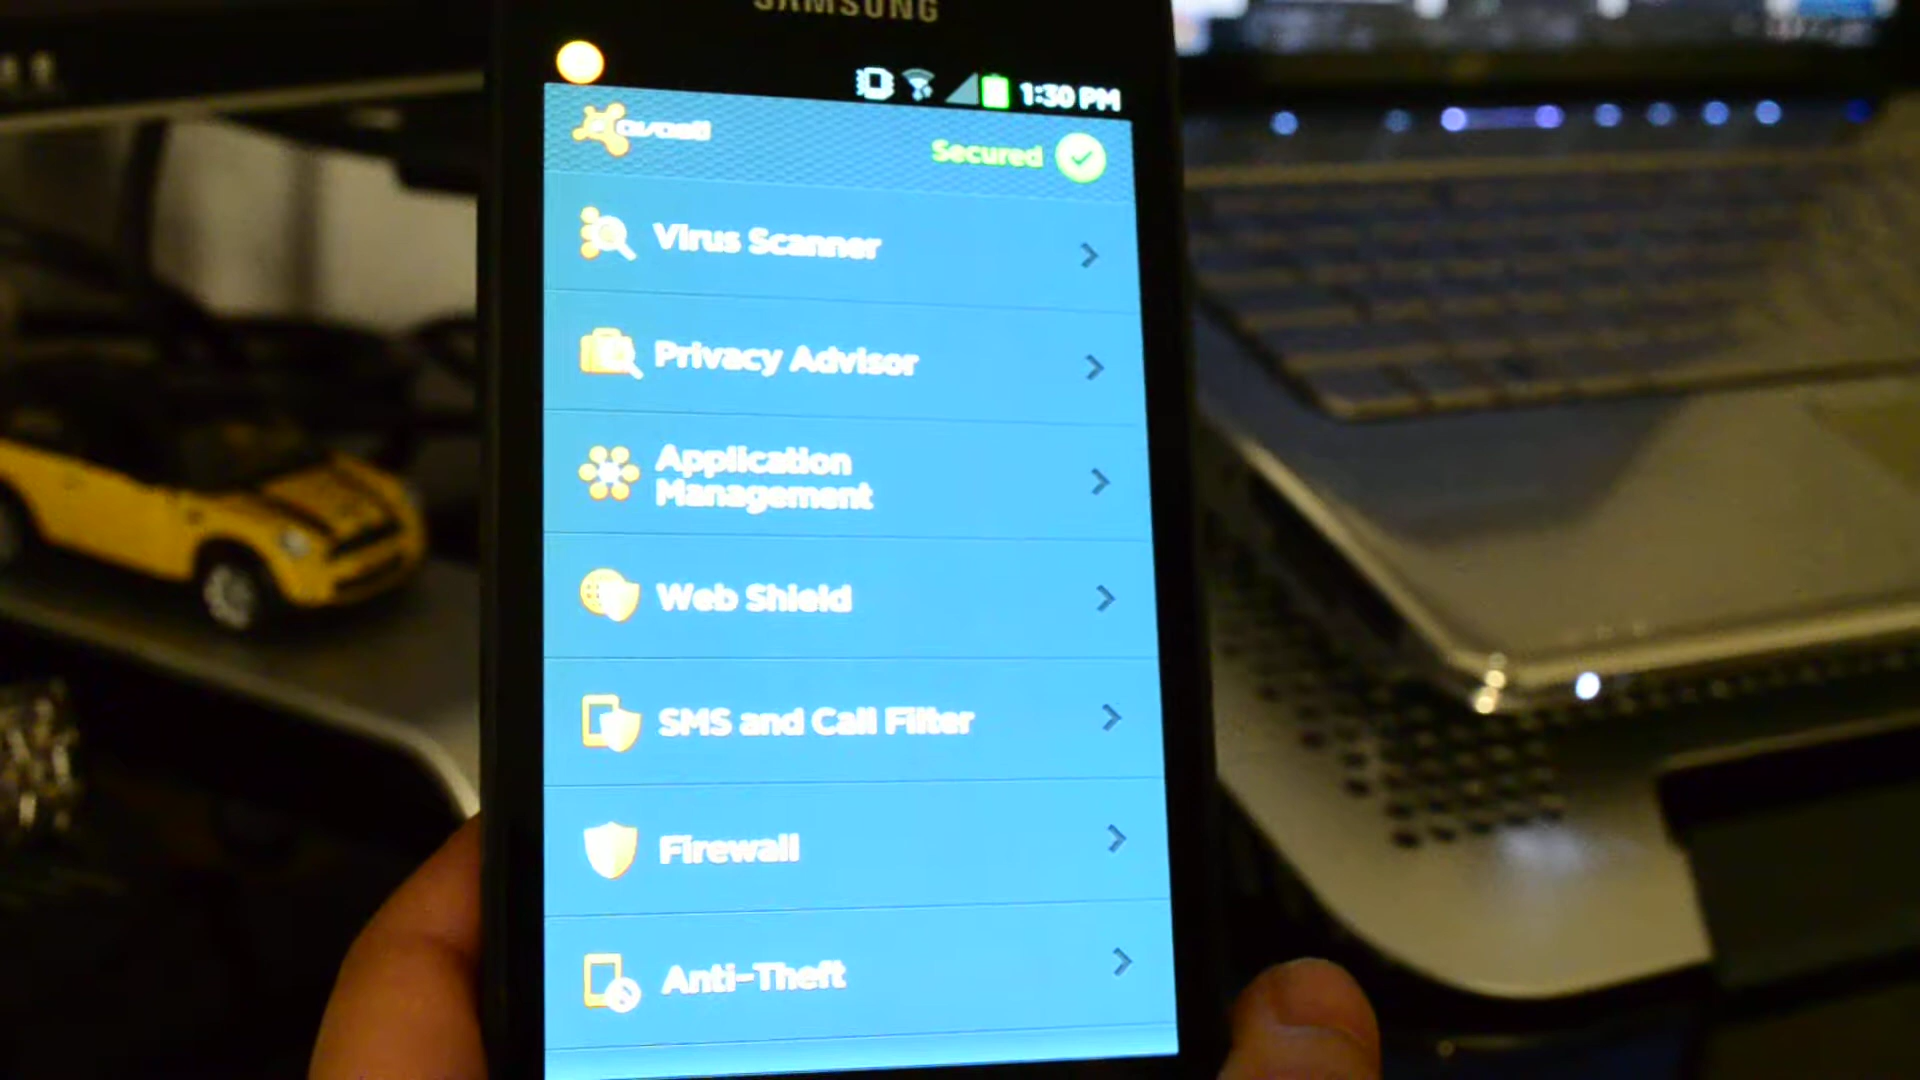 SAMSUNG
1:30 PM
avast!
Secured
Virus Scanner
Privacy Advisor
Application
Management
Web Shield
SMS and Call Filter
Firewall
Anti-Theft